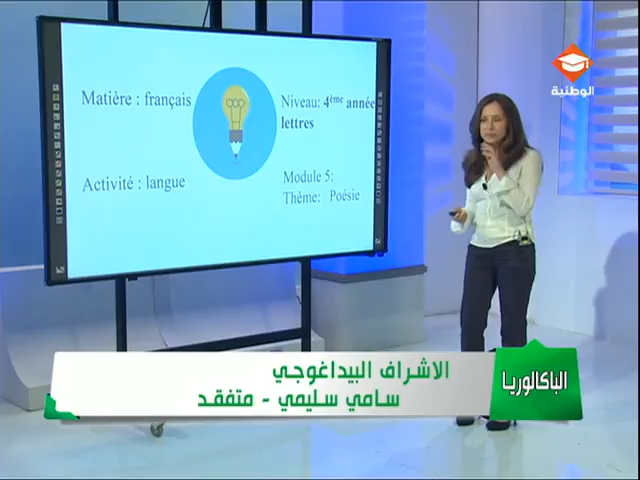 الوطنية
Matière : français
Niveau: 4ème année
lettres
Activité : langue
Module 5:
Thème: Poésie
الاشراف البيداغوجي
سامي سليمي - متفقد
الباكالوريا